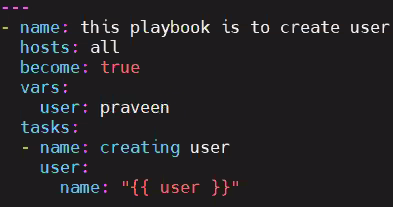 ---
- name: this playbook is to create user
  hosts: all
  become: true
  vars:
    user: praveen
  tasks:
  - name: creating user
    user:
      name: "{{ user }}"